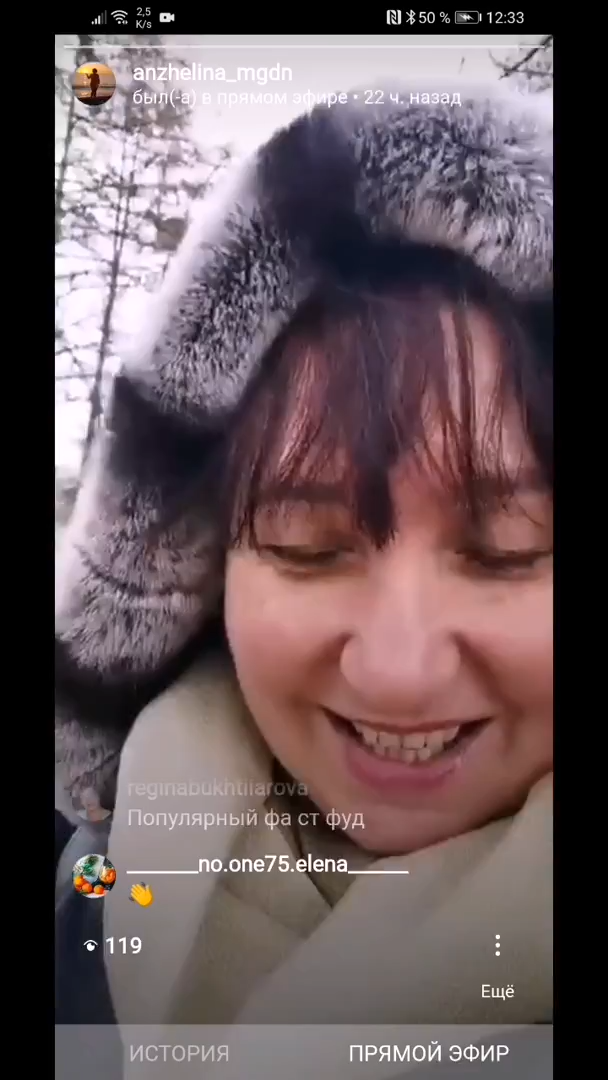 2,5
K/s
50 %
12:33
anzhelina_mgdn
был(-а) в прямом эфире • 22 ч. назад
reginabukhtiiarova
Популярный фа ст фуд
______no.one75.elena______
👋
119
Ещё
ИСТОРИЯ
ПРЯМОЙ ЭФИР